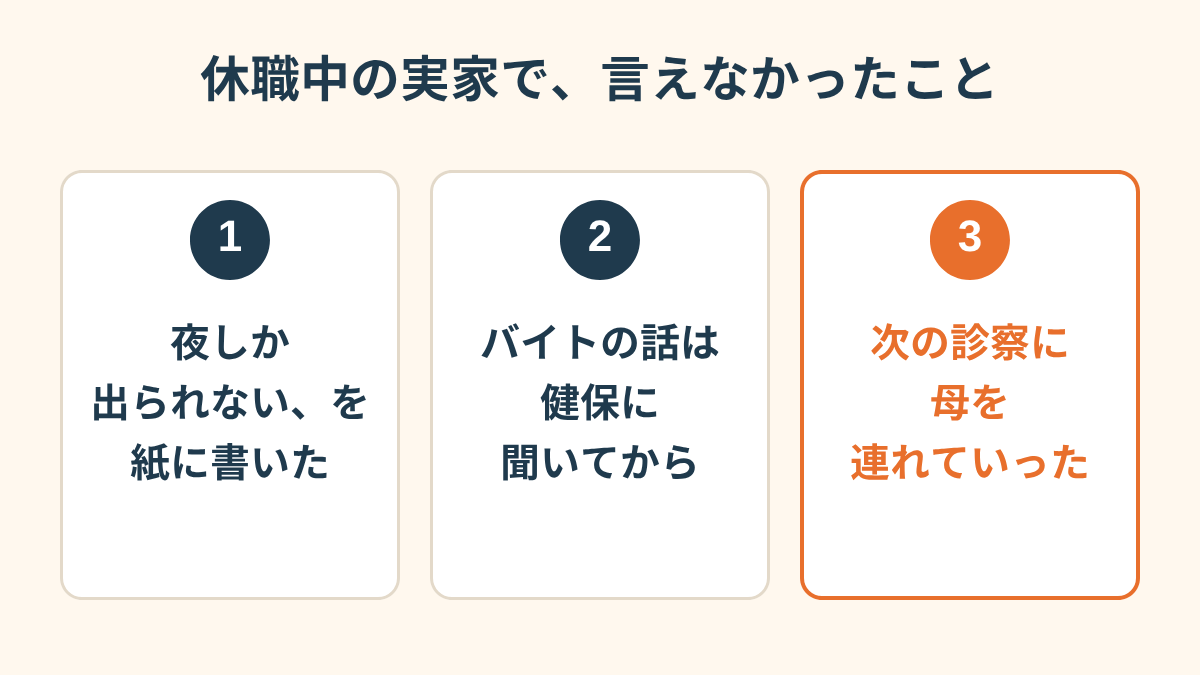 休職中の実家で、言えなかったこと
1
夜しか
出られない、を
紙に書いた
2
バイトの話は
健保に
聞いてから
3
次の診察に
母を
連れていった